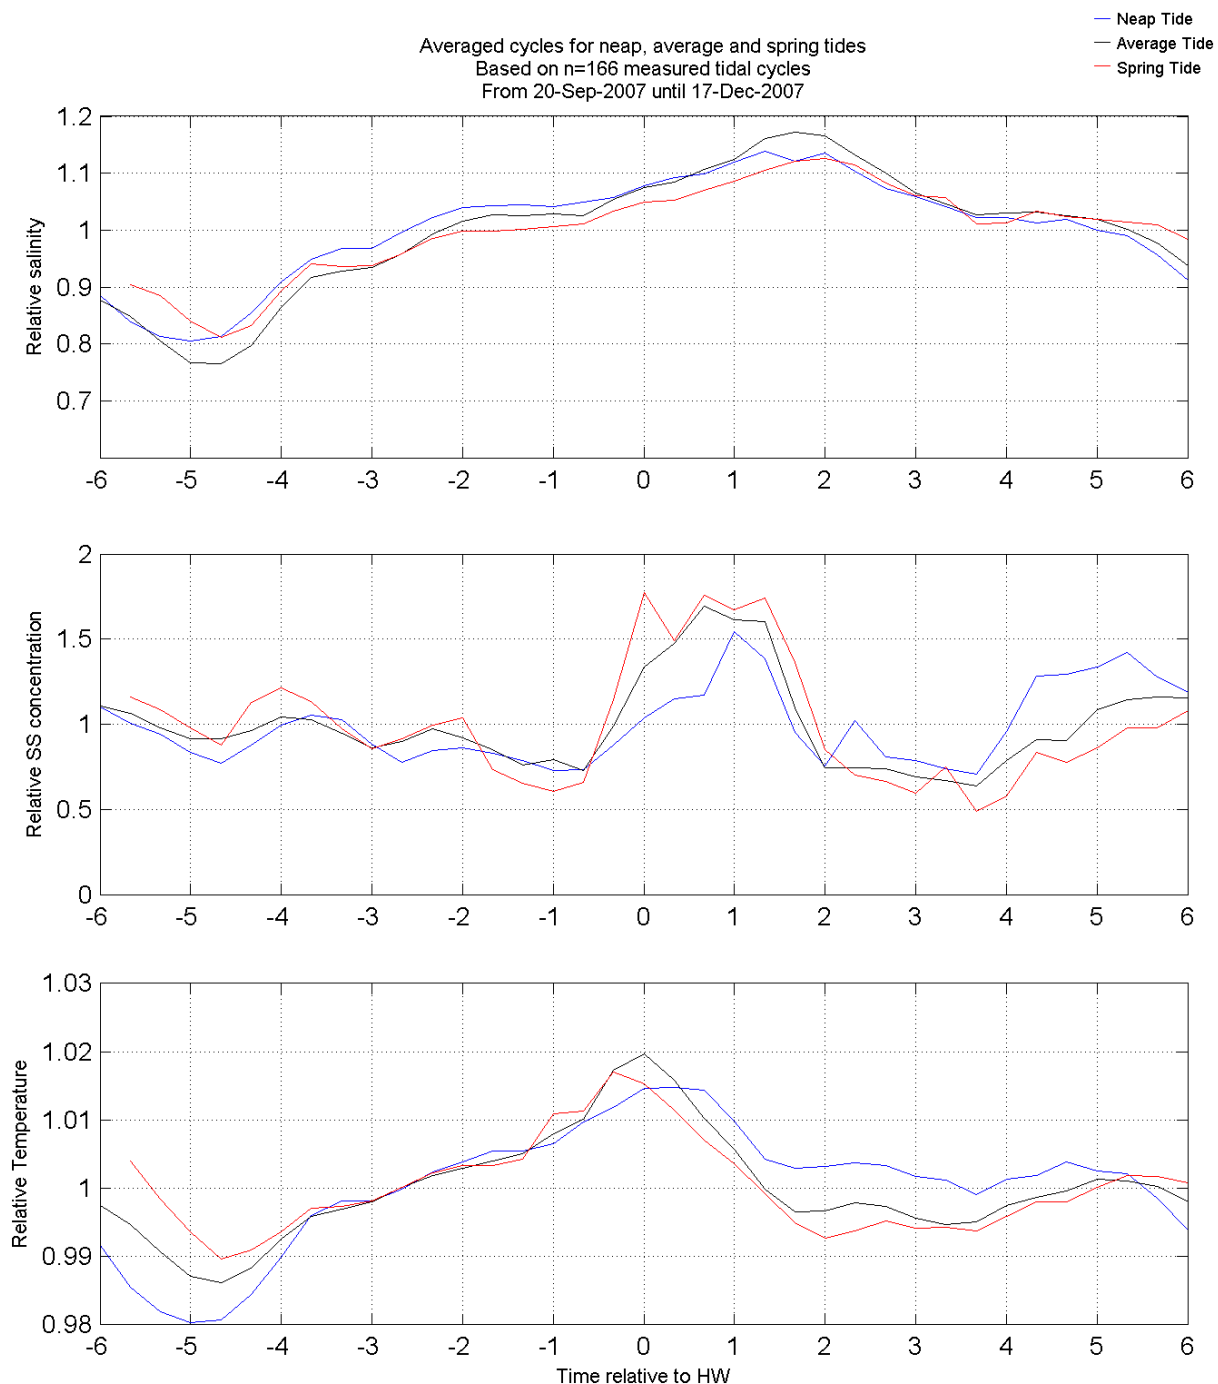 Neap Tide
Average Tide
Spring Tide
Averaged cycles for neap, average and spring tides
Based on n=166 measured tidal cycles
From 20-Sep-2007 until 17-Dec-2007
1.2
1.1
1
0.9
0.8
0.7
Relative salinity
-6 -5 -4 -3 -2 -1 0 1 2 3 4 5 6
2
1.5
1
0.5
0
Relative SS concentration
-6 -5 -4 -3 -2 -1 0 1 2 3 4 5 6
1.03
1.02
1.01
1
0.99
0.98
Relative Temperature
-6 -5 -4 -3 -2 -1 0 1 2 3 4 5 6
Time relative to HW